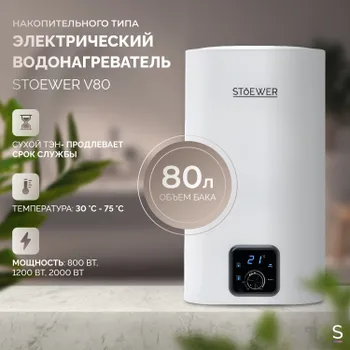 НАКОПИТЕЛЬНОГО ТИПА
ЭЛЕКТРИЧЕСКИЙ
ВОДОНАГРЕВАТЕЛЬ
STOEWER V80
STOEWER
СУХОЙ ТЭН- ПРОДЛЕВАЕТ
СРОК СЛУЖБЫ
80л
ОБЪЕМ БАКА
ТЕМПЕРАТУРА: 30 °C - 75 °C
21°
МОЩНОСТЬ: 800 ВТ,
1200 ВТ, 2000 ВТ
S